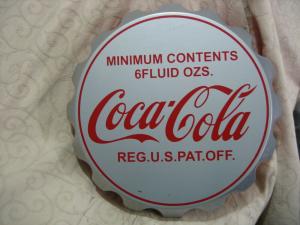 MINIMUM CONTENTS
6FLUID OZS.
Coca-Cola
REG.U.S.PAT.OFF.